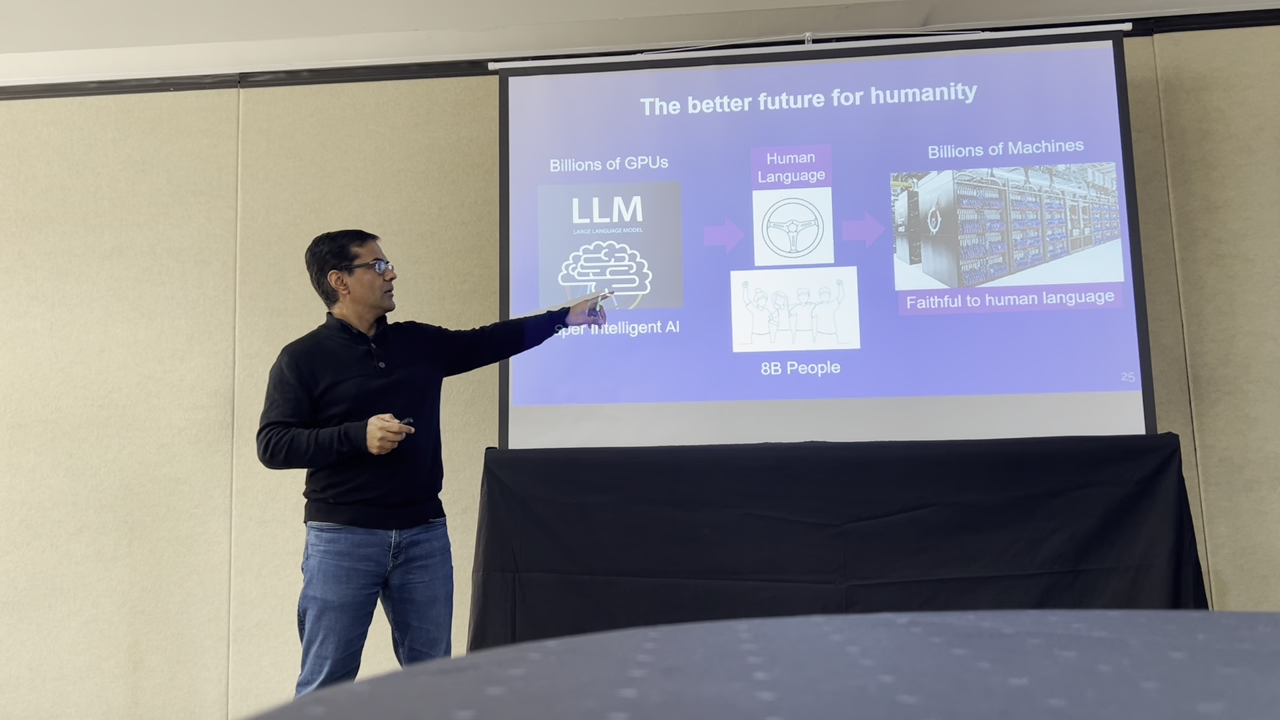 The better future for humanity
Billions of GPUs
LLM
LARGE LANGUAGE MODEL
Intelligent AI
Human
Language
8B People
Billions of Machines
Faithful to human language
25